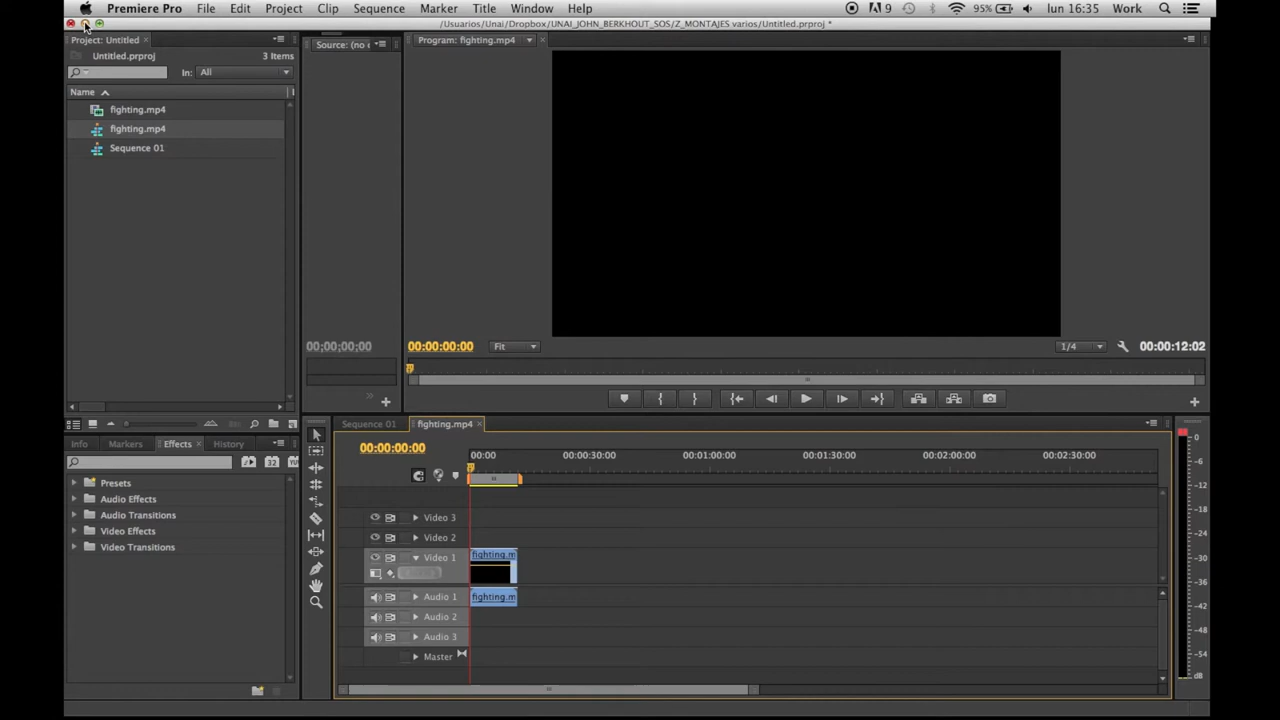 Premiere Pro File Edit Project Clip Sequence Marker Title Window Help 9 95% lun 16:35 Work
/Usuarios/Unai/Dropbox/UNAI_JOHN_BERKHOUT_SOS/Z_MONTAJES varios/Untitled.prproj *
Project: Untitled
Source: (no c
Program: fighting.mp4
Untitled.prproj 3 Items
In: All
Name
fighting.mp4
fighting.mp4
Sequence 01
00;00;00;00
00:00:00:00 Fit 1/4 00:00:12:02
Info Markers Effects History
32 YU
Presets
Audio Effects
Audio Transitions
Video Effects
Video Transitions
Sequence 01 fighting.mp4
00:00:00:00
00:00 00:00:30:00 00:01:00:00 00:01:30:00 00:02:00:00 00:02:30:00
Video 3
Video 2
Video 1 fighting.m
Audio 1 fighting.m
Audio 2
Audio 3
Master
0
-6
-12
-18
-24
-30
-36
-42
-48
-54
dB